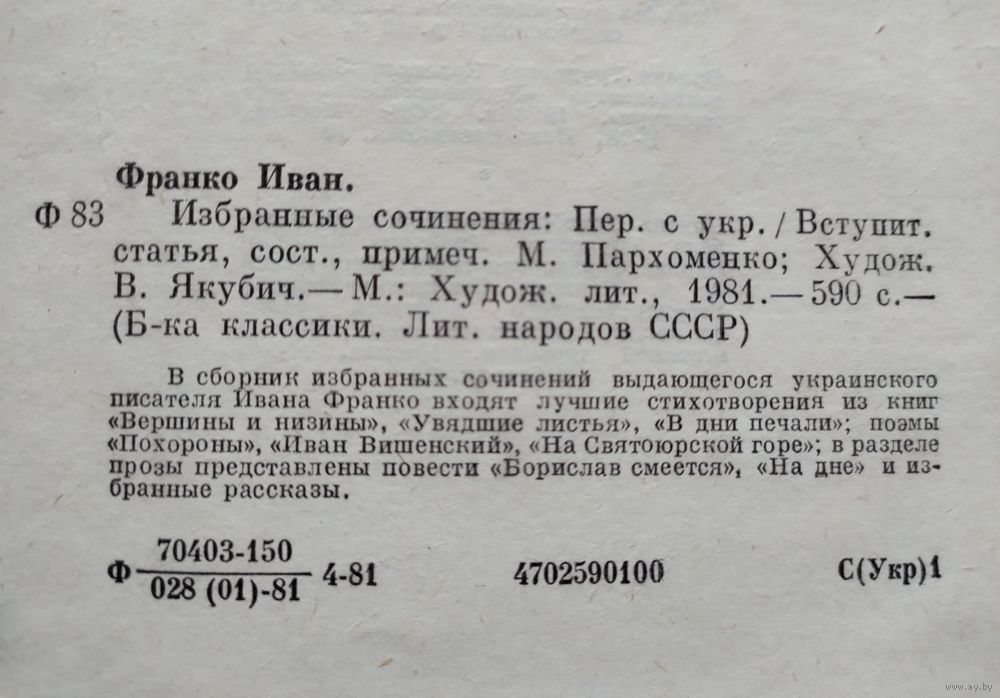 Франко Иван.
Ф 83 Избранные сочинения: Пер. с укр. / Вступит.
статья, сост., примеч. М. Пархоменко; Худож.
В. Якубич.— М.: Худож. лит., 1981.— 590 с.—
(Б-ка классики. Лит. народов СССР)
В сборник избранных сочинений выдающегося украинского
писателя Ивана Франко входят лучшие стихотворения из книг
«Вершины и низины», «Увядшие листья», «В дни печали»; поэмы
«Похороны», «Иван Вишенский», «На Святоюрской горе»; в разделе
прозы представлены повести «Борислав смеется», «На дне» и из-
бранные рассказы.
70403-150
Ф 4-81 4702590100 С(Укр)1
028 (01)-81
www.ay.by